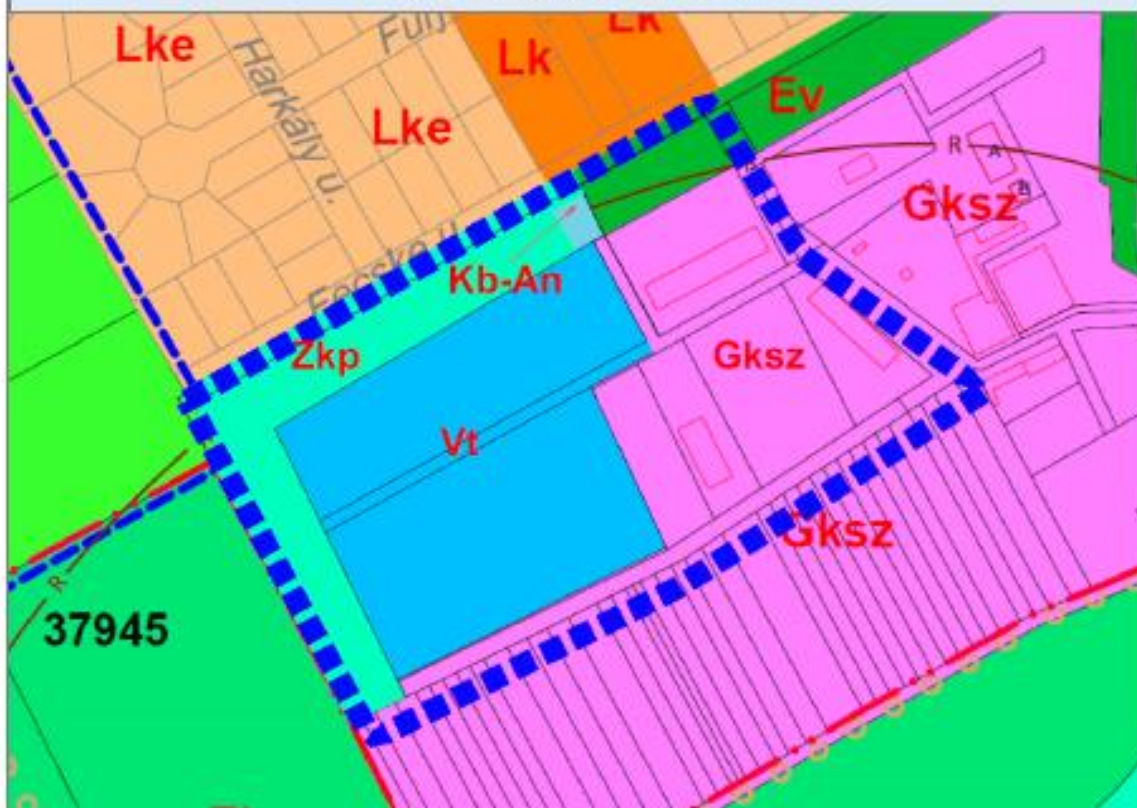 Lke
Harkály u.
Lk
Lk
Lke
Ev
R
A
B
Gksz
Kb-An
Zkp
Gksz
Vt
Gksz
R
37945